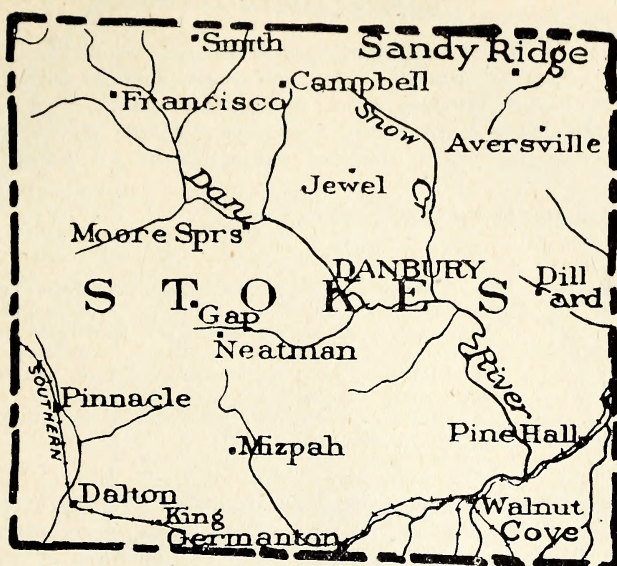 Smith
Sandy Ridge
Francisco
Campbell
Snow
Cr
Aversville
Jewel
Dan
Moore Sprs
DANBURY
STOKES
Dill
ard
Gap
Neatman
River
SOUTHERN
Pinnacle
Mizpah
Pine Hall
Dalton
King
Germanton
Walnut
Cove